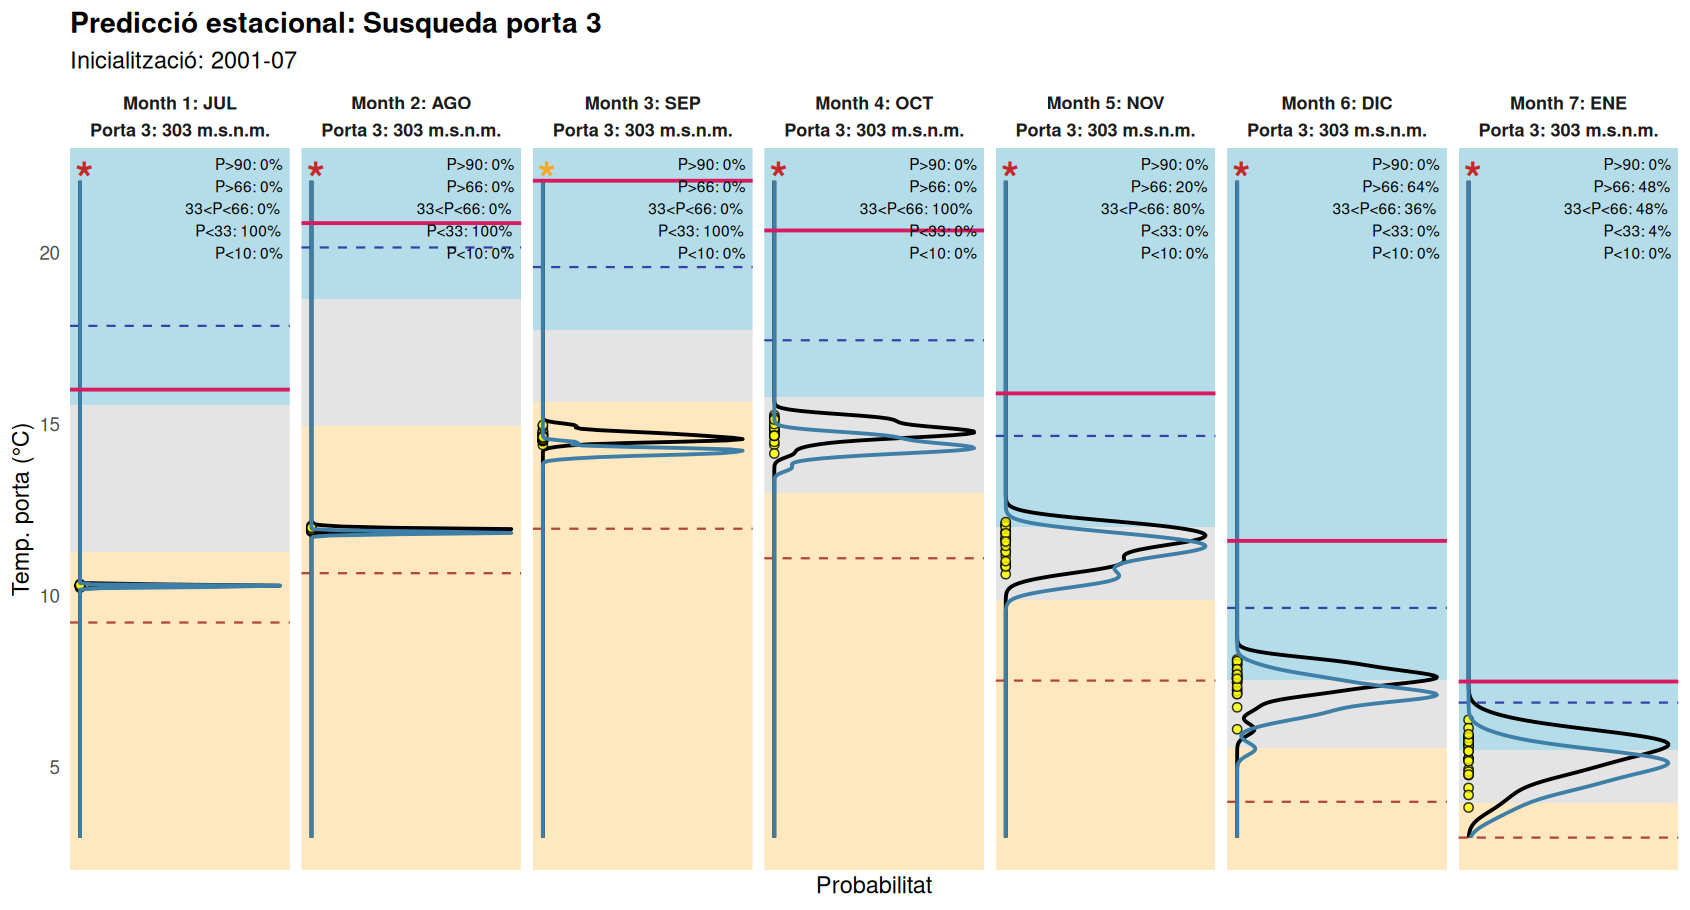 Predicció estacional: Susqueda porta 3
Inicialització: 2001-07
Month 1: JUL
Porta 3: 303 m.s.n.m.
Month 2: AGO
Porta 3: 303 m.s.n.m.
Month 3: SEP
Porta 3: 303 m.s.n.m.
Month 4: OCT
Porta 3: 303 m.s.n.m.
Month 5: NOV
Porta 3: 303 m.s.n.m.
Month 6: DIC
Porta 3: 303 m.s.n.m.
Month 7: ENE
Porta 3: 303 m.s.n.m.
*
P>90: 0%
P>66: 0%
33<P<66: 0%
P<33: 100%
P<10: 0%
*
P>90: 0%
P>66: 0%
33<P<66: 0%
P<33: 100%
P<10: 0%
*
P>90: 0%
P>66: 0%
33<P<66: 0%
P<33: 100%
P<10: 0%
*
P>90: 0%
P>66: 0%
33<P<66: 100%
P<33: 0%
P<10: 0%
*
P>90: 0%
P>66: 20%
33<P<66: 80%
P<33: 0%
P<10: 0%
*
P>90: 0%
P>66: 64%
33<P<66: 36%
P<33: 0%
P<10: 0%
*
P>90: 0%
P>66: 48%
33<P<66: 48%
P<33: 4%
P<10: 0%
20
15
10
5
Temp. porta (°C)
Probabilitat